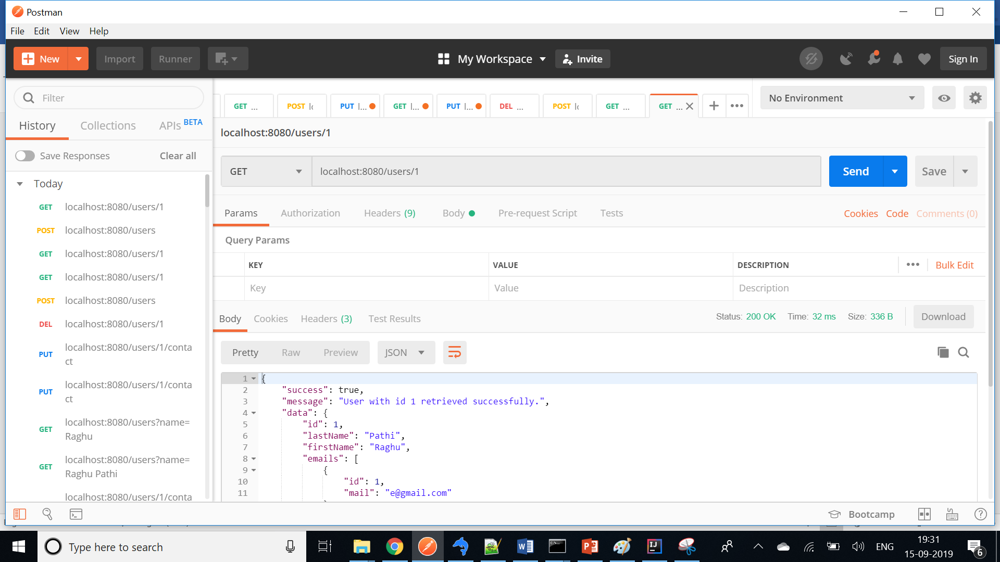 Postman
File Edit View Help
New Import Runner My Workspace Invite Sign In
Filter
GET ... POST PUT l... GET l... PUT l... DEL ... POST GET ... GET ...
No Environment
History Collections APIs BETA
localhost:8080/users/1
Save Responses Clear all
GET localhost:8080/users/1 Send Save
Today
GET localhost:8080/users/1
POST localhost:8080/users
GET localhost:8080/users/1
GET localhost:8080/users/1
POST localhost:8080/users
DEL localhost:8080/users/1
PUT localhost:8080/users/1/conta
ct
PUT localhost:8080/users/1/conta
ct
GET localhost:8080/users?name=
Raghu
GET localhost:8080/users?name=
Raghu Pathi
localhost:8080/users/1/conta
Params Authorization Headers (9) Body Pre-request Script Tests Cookies Code Comments (0)
Query Params
KEY VALUE DESCRIPTION Bulk Edit
Key Value Description
Body Cookies Headers (3) Test Results Status: 200 OK Time: 32 ms Size: 336 B Download
Pretty Raw Preview JSON
1 {
2 "success": true,
3 "message": "User with id 1 retrieved successfully.",
4 "data": {
5 "id": 1,
6 "lastName": "Pathi",
7 "firstName": "Raghu",
8 "emails": [
9 {
10 "id": 1,
11 "mail": "e@gmail.com"
Bootcamp
Type here to search
ENG
19:31
15-09-2019
6